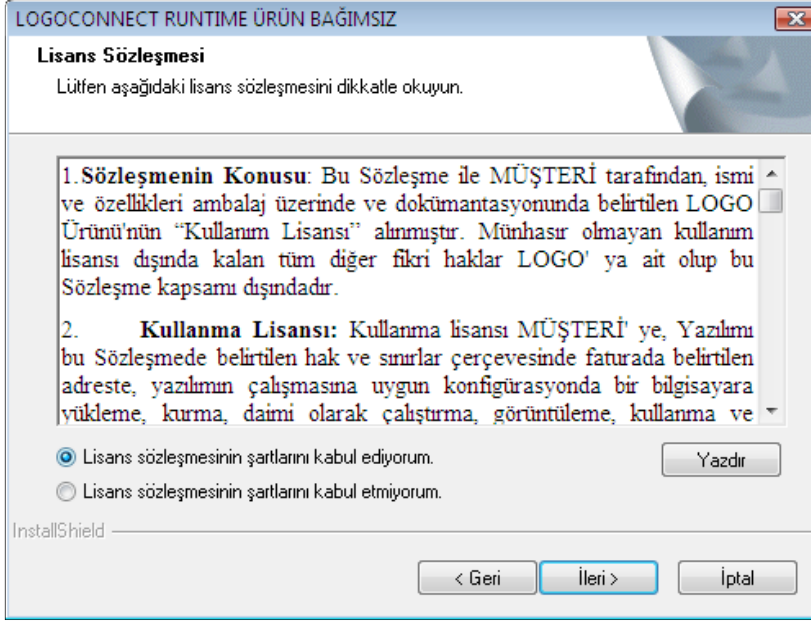 LOGOCONNECT RUNTIME ÜRÜN BAĞIMSIZ
Lisans Sözleşmesi
Lütfen aşağıdaki lisans sözleşmesini dikkatle okuyun.
1.Sözleşmenin Konusu: Bu Sözleşme ile MÜŞTERİ tarafından, ismi
ve özellikleri ambalaj üzerinde ve dokümantasyonunda belirtilen LOGO
Ürünü'nün “Kullanım Lisansı” alınmıştır. Münhasır olmayan kullanım
lisansı dışında kalan tüm diğer fikri haklar LOGO' ya ait olup bu
Sözleşme kapsamı dışındadır.
2. Kullanma Lisansı: Kullanma lisansı MÜŞTERİ' ye, Yazılımı
bu Sözleşmede belirtilen hak ve sınırlar çerçevesinde faturada belirtilen
adreste, yazılımın çalışmasına uygun konfigürasyonda bir bilgisayara
yükleme, kurma, daimi olarak çalıştırma, görüntüleme, kullanma ve
Lisans sözleşmesinin şartlarını kabul ediyorum.
Yazdır
Lisans sözleşmesinin şartlarını kabul etmiyorum.
InstallShield
< Geri
İleri >
İptal